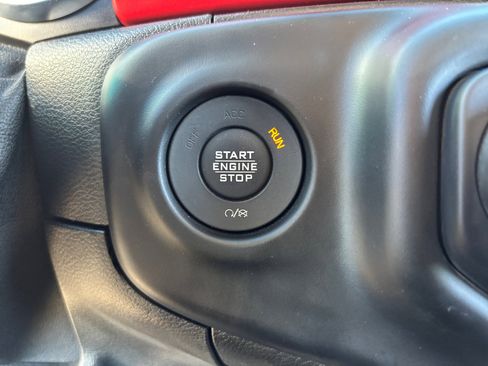 OFF ACC RUN
START
ENGINE
STOP